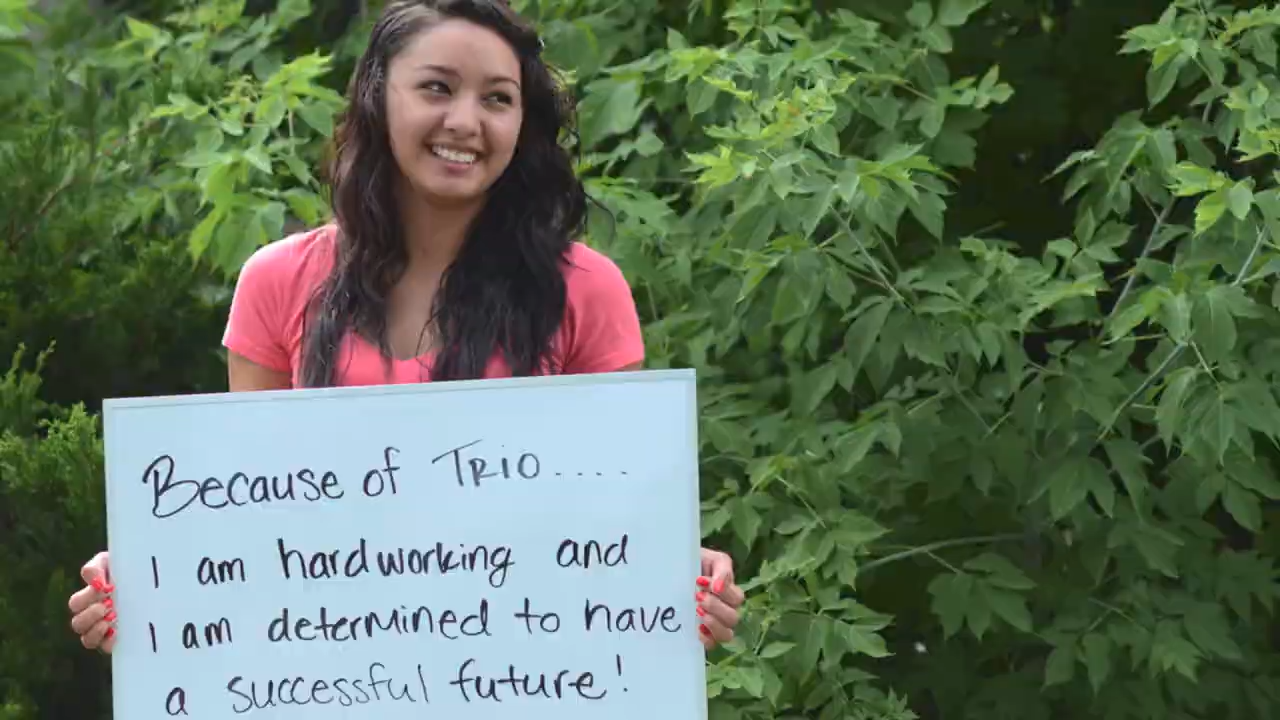 Because of TRIO....
I am hardworking and
I am determined to have
a successful future!